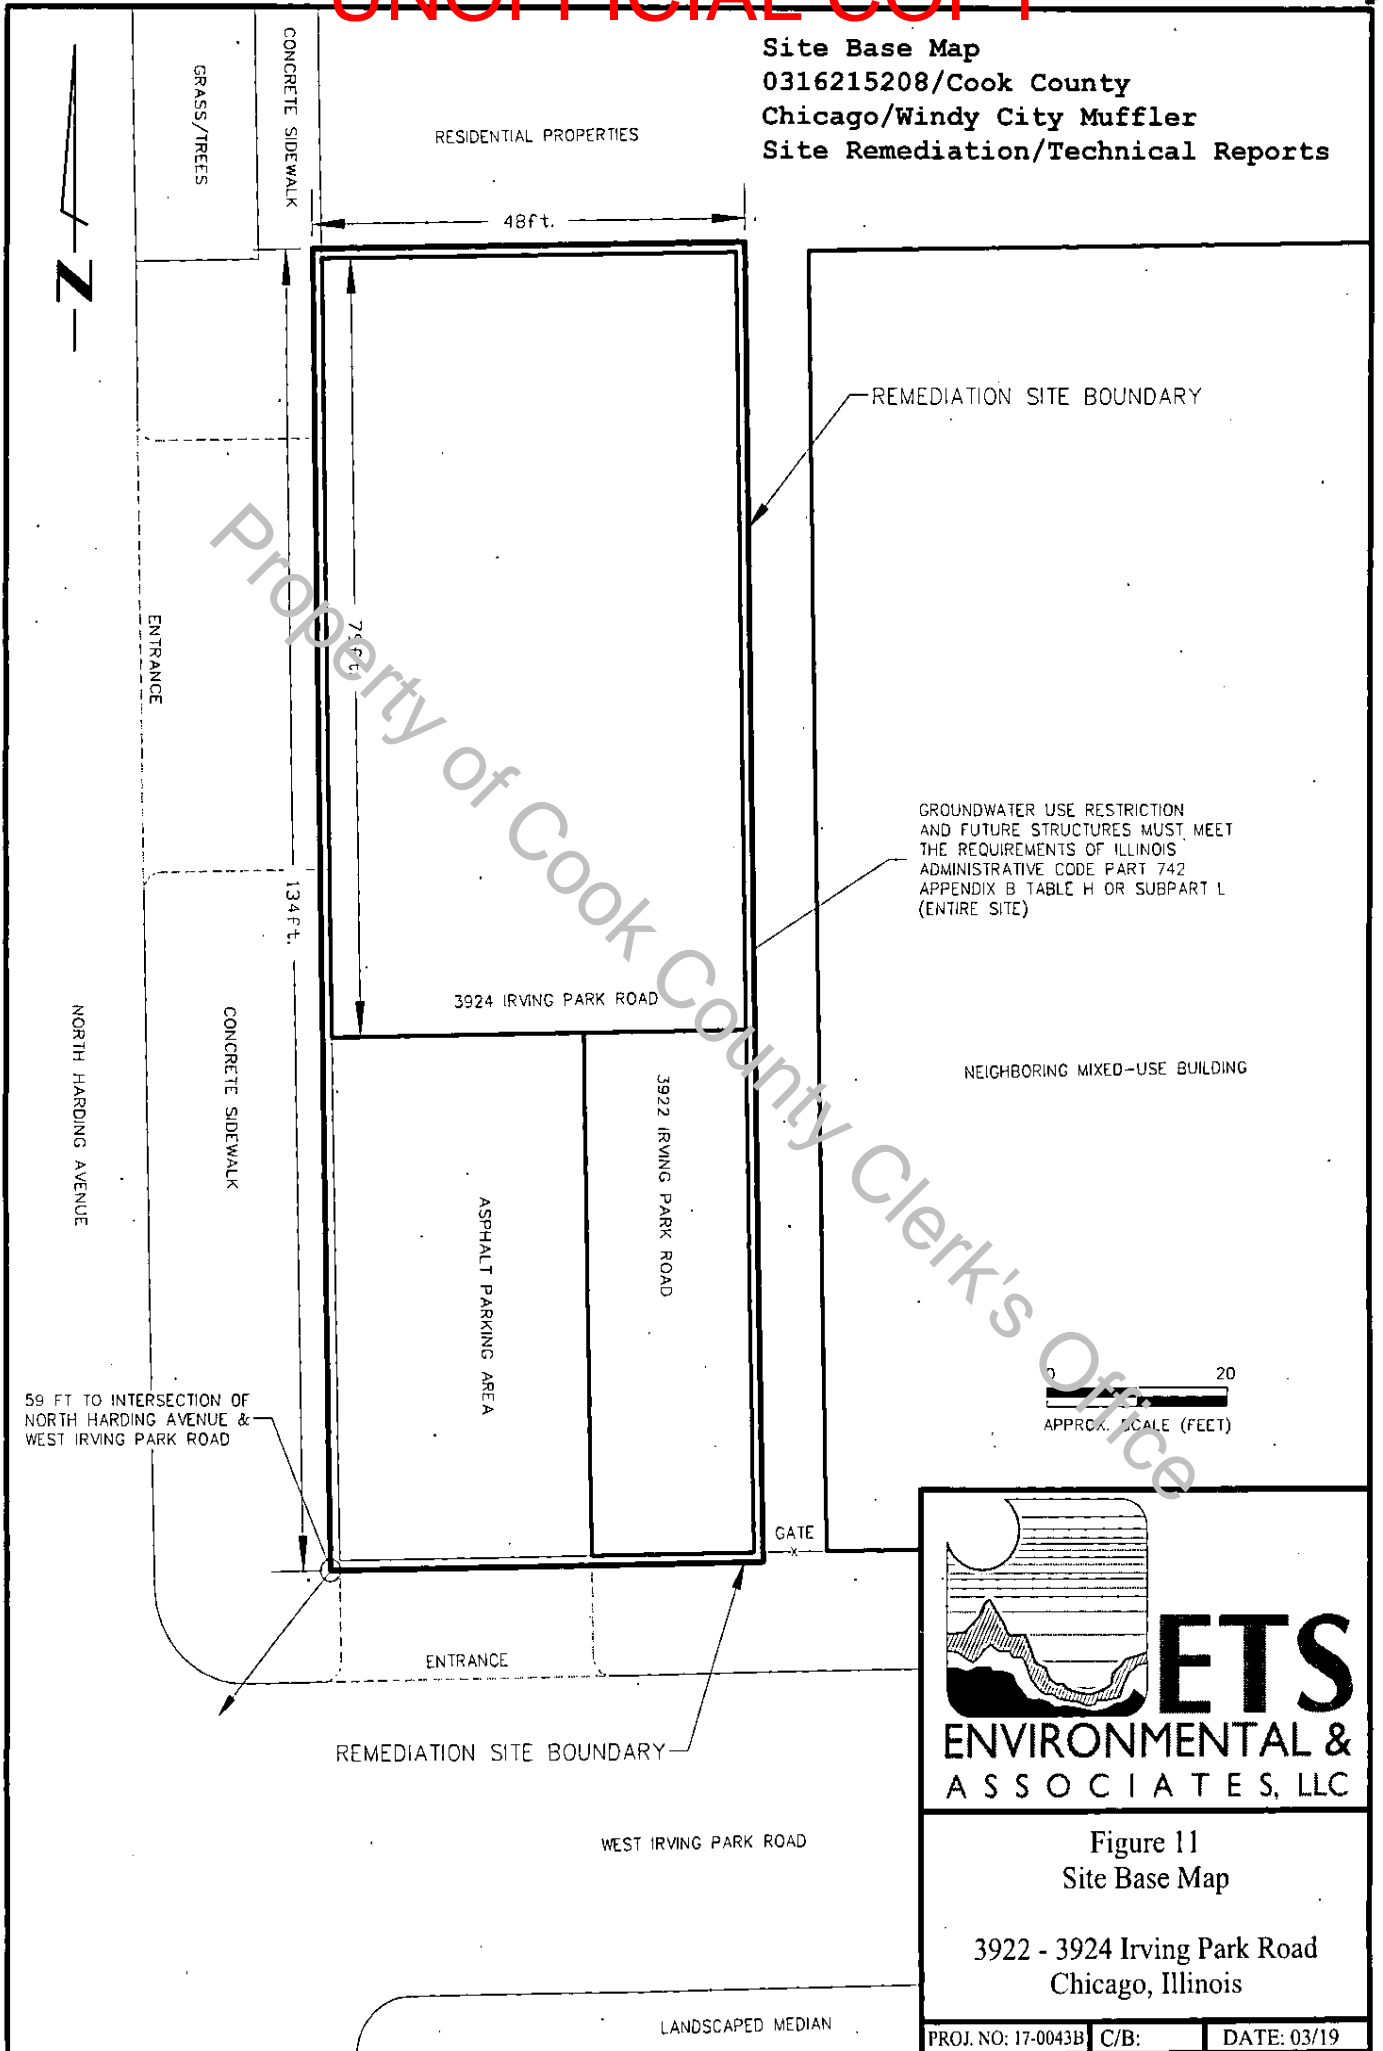 UNOFFICIAL COPY
Site Base Map
0316215208/Cook County
Chicago/Windy City Muffler
Site Remediation/Technical Reports
GRASS/TREES
CONCRETE SIDEWALK
RESIDENTIAL PROPERTIES
48ft.
N
REMEDIATION SITE BOUNDARY
Property of Cook County Clerk's Office
ENTRANCE
79ft.
134ft.
GROUNDWATER USE RESTRICTION
AND FUTURE STRUCTURES MUST MEET
THE REQUIREMENTS OF ILLINOIS
ADMINISTRATIVE CODE PART 742
APPENDIX B TABLE H OR SUBPART L
(ENTIRE SITE)
3924 IRVING PARK ROAD
NORTH HARDING AVENUE
CONCRETE SIDEWALK
3922 IRVING PARK ROAD
NEIGHBORING MIXED-USE BUILDING
ASPHALT PARKING AREA
0 20
APPROX. SCALE (FEET)
59 FT TO INTERSECTION OF
NORTH HARDING AVENUE &
WEST IRVING PARK ROAD
GATE
X
ENTRANCE
REMEDIATION SITE BOUNDARY
WEST IRVING PARK ROAD
LANDSCAPED MEDIAN
ETS
ENVIRONMENTAL &
ASSOCIATES, LLC
Figure 11
Site Base Map
3922 - 3924 Irving Park Road
Chicago, Illinois
PROJ. NO: 17-0043B C/B: DATE: 03/19